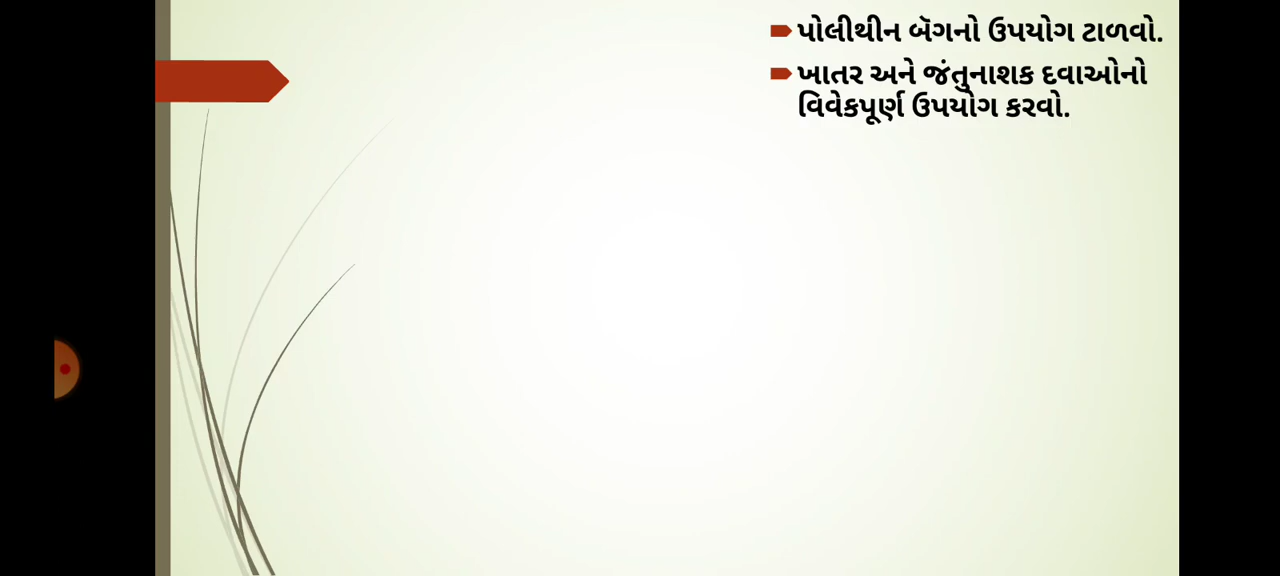 પોલીથીન બૅગનો ઉપયોગ ટાળવો.
ખાતર અને જંતુનાશક દવાઓનો
વિવેકપૂર્ણ ઉપયોગ કરવો.